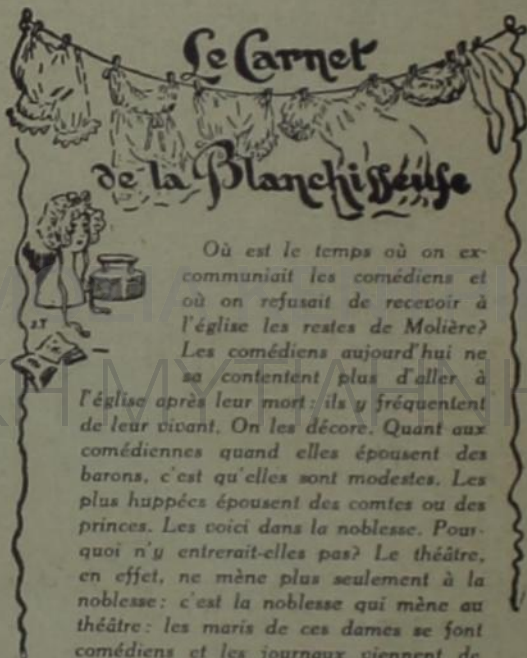 Le Carnet
de la Blanchisseuse
Où est le temps où on ex-
communiait les comédiens et
où on refusait de recevoir à
l'église les restes de Molière?
Les comédiens aujourd'hui ne
se contentent plus d'aller à
l'église après leur mort: ils y fréquentent
de leur vivant. On les décore. Quant aux
comédiennes quand elles épousent des
barons, c'est qu'elles sont modestes. Les
plus huppées épousent des comtes ou des
princes. Les voici dans la noblesse. Pour-
quoi n'y entrerait-elles pas? Le théâtre,
en effet, ne mène plus seulement à la
noblesse: c'est la noblesse qui mène au
théâtre: les maris de ces dames se font
comédiens et les journaux viennent de